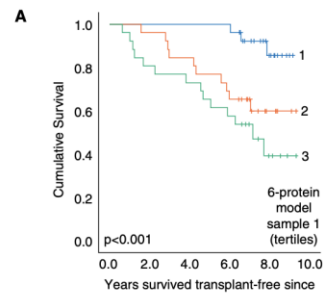 A
1.0
0.8
0.6
0.4
0.2
0.0
Cumulative Survival
1
2
3
6-protein
model
sample 1
(tertiles)
p<0.001
0.0 2.0 4.0 6.0 8.0 10.0
Years survived transplant-free since